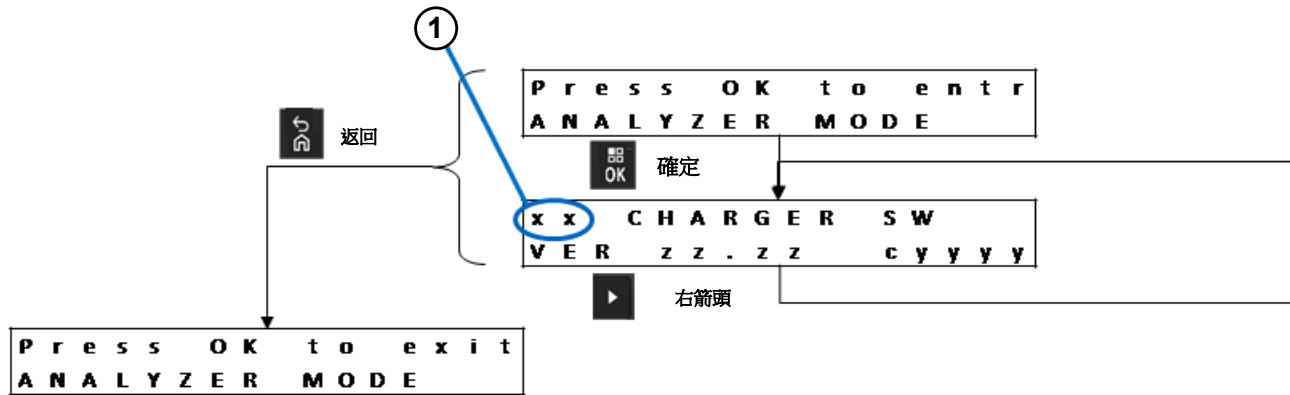 1
Press OK to entr
ANALYZER MODE
返回
OK 確定
xx CHARGER SW
VER zz.zz cyyyy
右箭頭
Press OK to exit
ANALYZER MODE